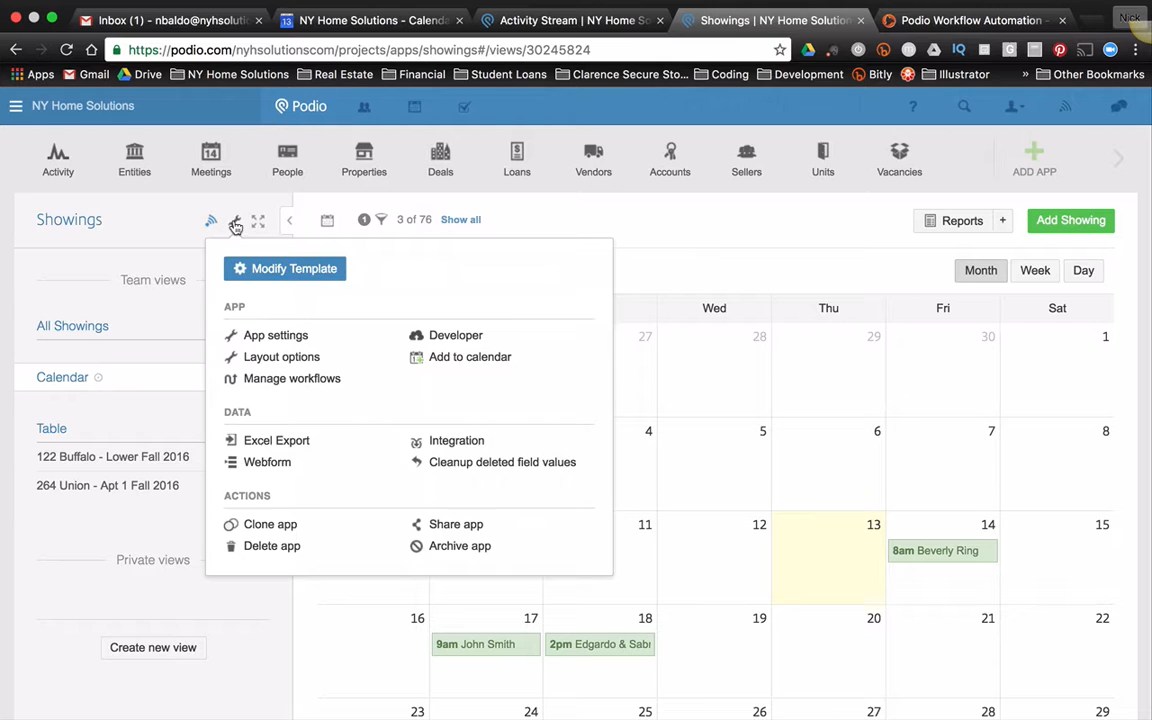 Inbox (1) - nbaldo@nyhsolutio × NY Home Solutions - Calenda × Activity Stream | NY Home So × Showings | NY Home Solution × Podio Workflow Automation - × Nick
https://podio.com/nyhsolutionscom/projects/apps/showings#/views/30245824
Apps Gmail Drive NY Home Solutions Real Estate Financial Student Loans Clarence Secure Sto... Coding Development Bitly Illustrator » Other Bookmarks
NY Home Solutions Podio ?
Activity Entities 14 Meetings People Properties Deals Loans Vendors Accounts Sellers Units Vacancies ADD APP
Showings 1 3 of 76 Show all Reports + Add Showing
Modify Template Month Week Day
Team views
APP
Wed Thu Fri Sat
All Showings
App settings Developer 27 28 29 30 1
Layout options Add to calendar
Calendar
Manage workflows
DATA
Table
4 5 6 7 8
Excel Export Integration
122 Buffalo - Lower Fall 2016
Webform Cleanup deleted field values
264 Union - Apt 1 Fall 2016
ACTIONS
Clone app Share app 11 12 13 14 15
Delete app Archive app 8am Beverly Ring
Private views
16 17 18 19 20 21 22
Create new view 9am John Smith 2pm Edgardo & Sabr
23 24 25 26 27 28 29